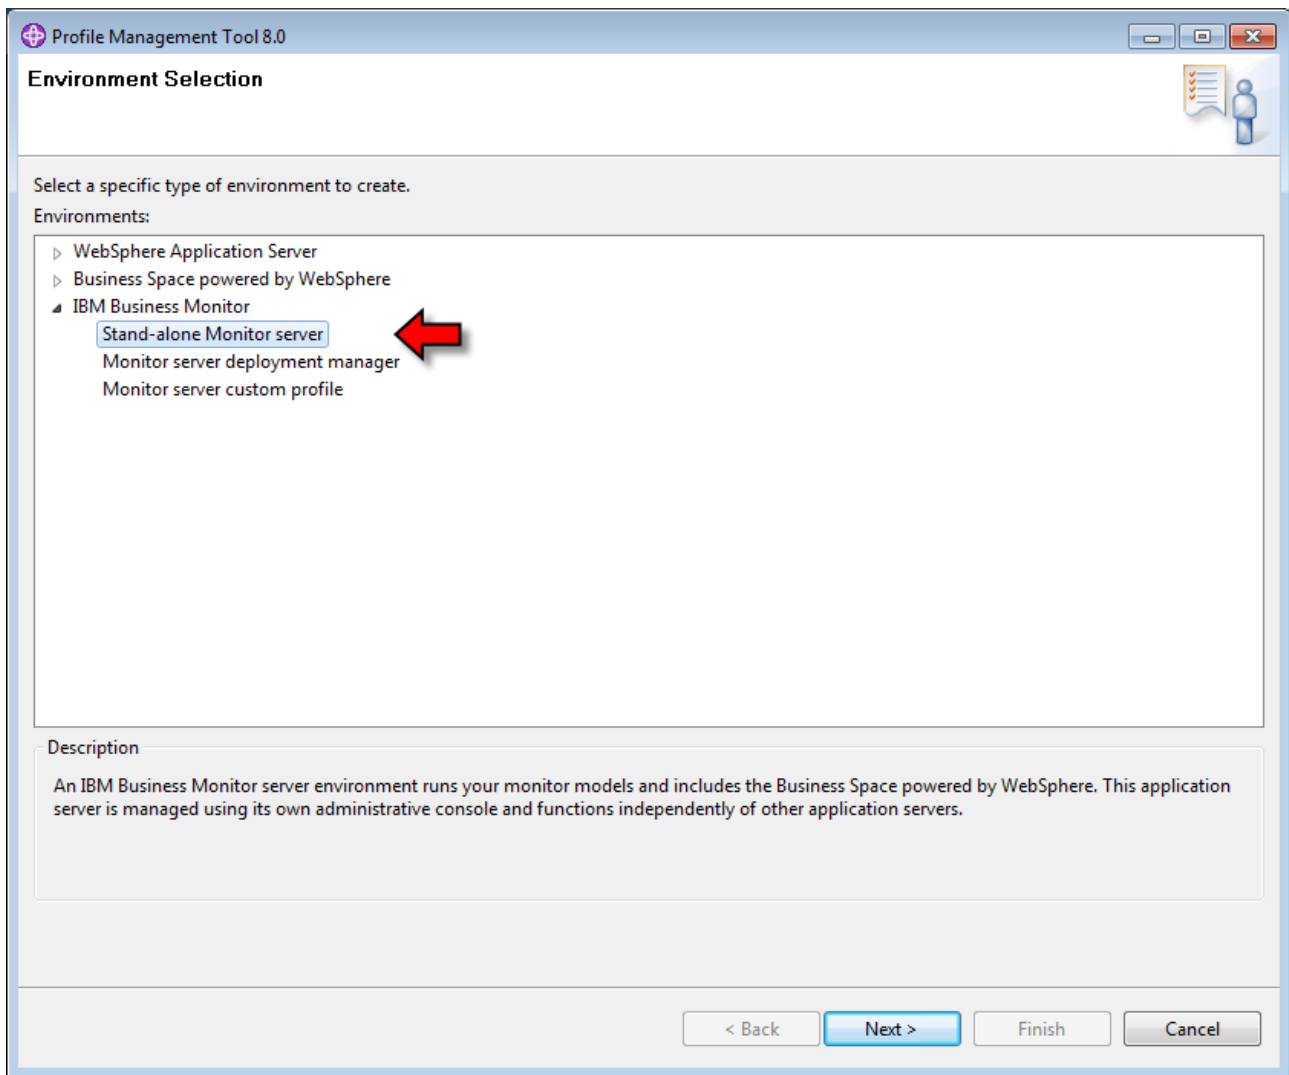 Profile Management Tool 8.0
Environment Selection
Select a specific type of environment to create.
Environments:
WebSphere Application Server
Business Space powered by WebSphere
IBM Business Monitor
Stand-alone Monitor server
Monitor server deployment manager
Monitor server custom profile
Description
An IBM Business Monitor server environment runs your monitor models and includes the Business Space powered by WebSphere. This application
server is managed using its own administrative console and functions independently of other application servers.
< Back
Next >
Finish
Cancel